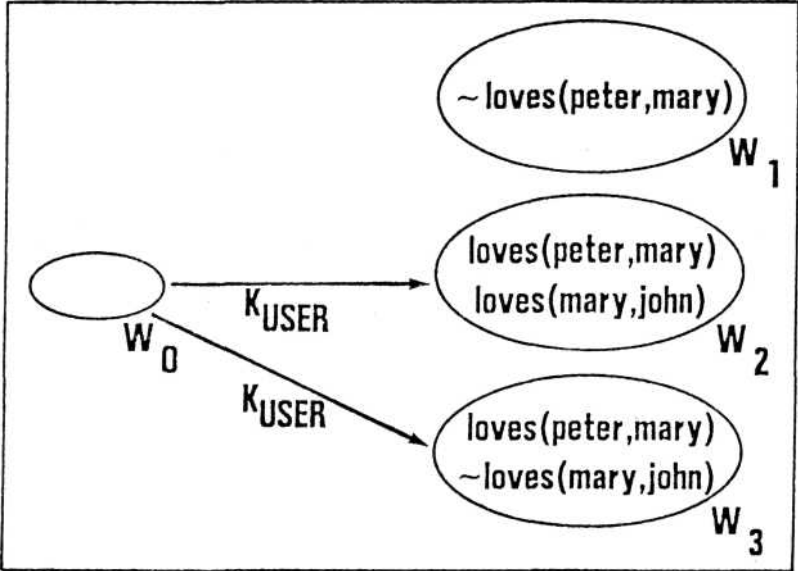 ~loves(peter,mary)
W1
loves(peter,mary)
loves(mary,john)
W2
KUSER
W0
KUSER
loves(peter,mary)
~loves(mary,john)
W3